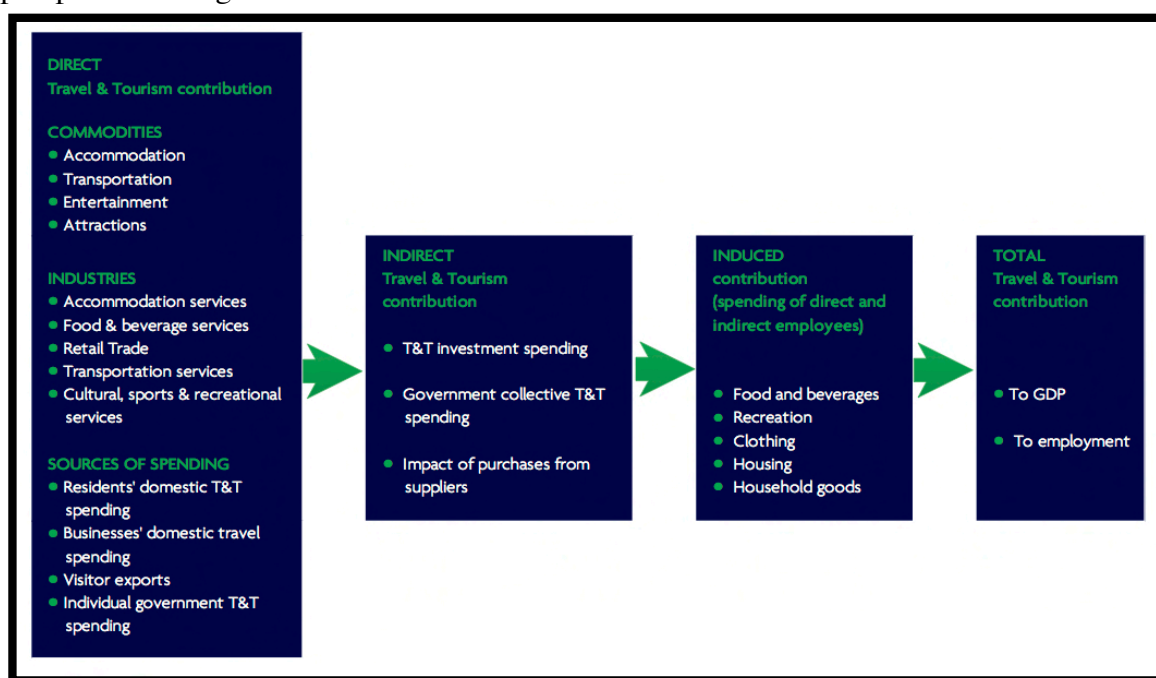 DIRECT
Travel & Tourism contribution
COMMODITIES
• Accommodation
• Transportation
• Entertainment
• Attractions
INDUSTRIES
• Accommodation services
• Food & beverage services
• Retail Trade
• Transportation services
• Cultural, sports & recreational
services
SOURCES OF SPENDING
• Residents' domestic T&T
spending
• Businesses' domestic travel
spending
• Visitor exports
• Individual government T&T
spending
INDIRECT
Travel & Tourism
contribution
• T&T investment spending
• Government collective T&T
spending
• Impact of purchases from
suppliers
INDUCED
contribution
(spending of direct and
indirect employees)
• Food and beverages
• Recreation
• Clothing
• Housing
• Household goods
TOTAL
Travel & Tourism
contribution
• To GDP
• To employment